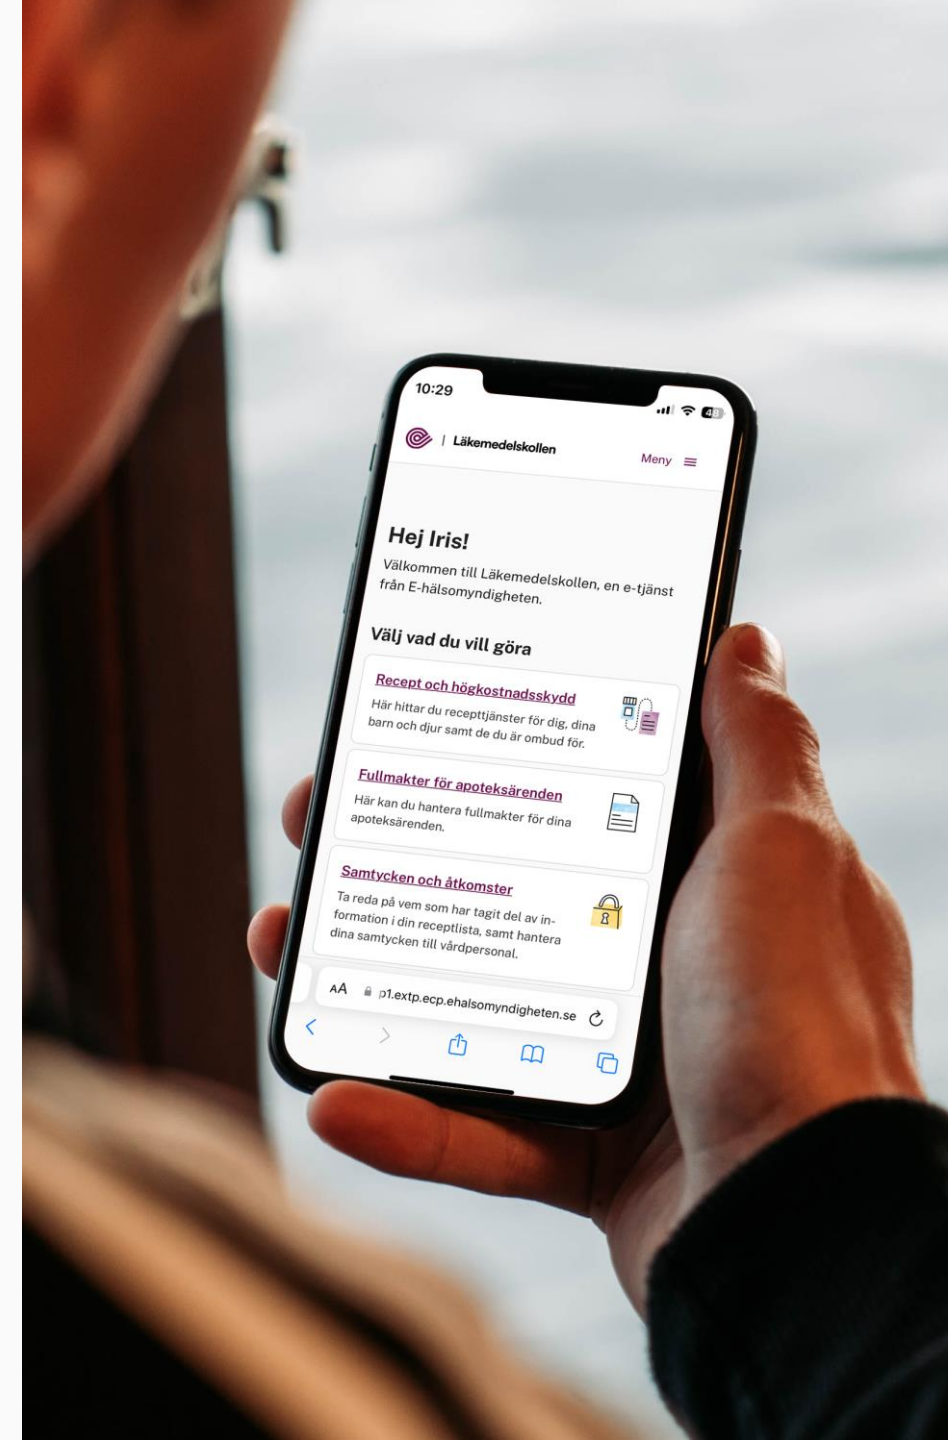 10:29
48
| Läkemedelskollen
Meny
Hej Iris!
Välkommen till Läkemedelskollen, en e-tjänst
från E-hälsomyndigheten.
Välj vad du vill göra
Recept och högkostnadsskydd
Här hittar du recepttjänster för dig, dina
barn och djur samt de du är ombud för.
Fullmakter för apoteksärenden
Här kan du hantera fullmakter för dina
apoteksärenden.
Samtycken och åtkomster
Ta reda på vem som har tagit del av in-
formation i din receptlista, samt hantera
dina samtycken till vårdpersonal.
AA p1.extp.ecp.ehalsomyndigheten.se